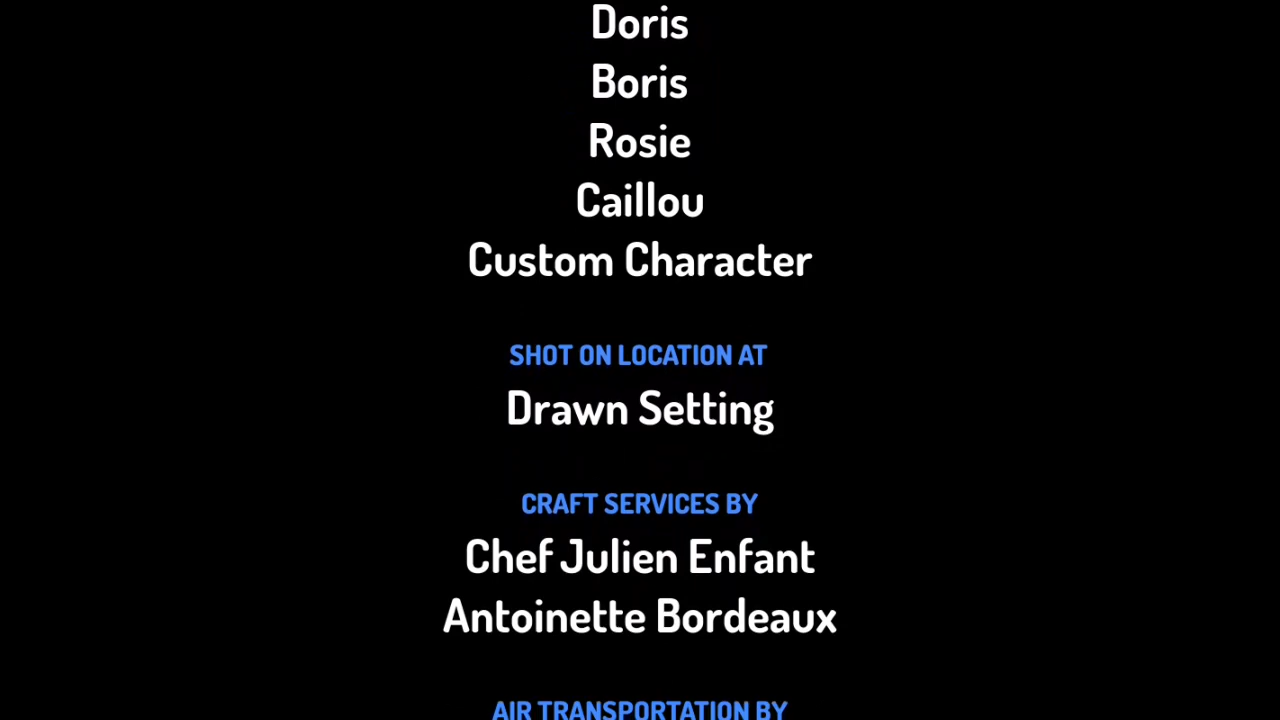 Doris
Boris
Rosie
Caillou
Custom Character
SHOT ON LOCATION AT
Drawn Setting
CRAFT SERVICES BY
Chef Julien Enfant
Antoinette Bordeaux
AIR TRANSPORTATION BY